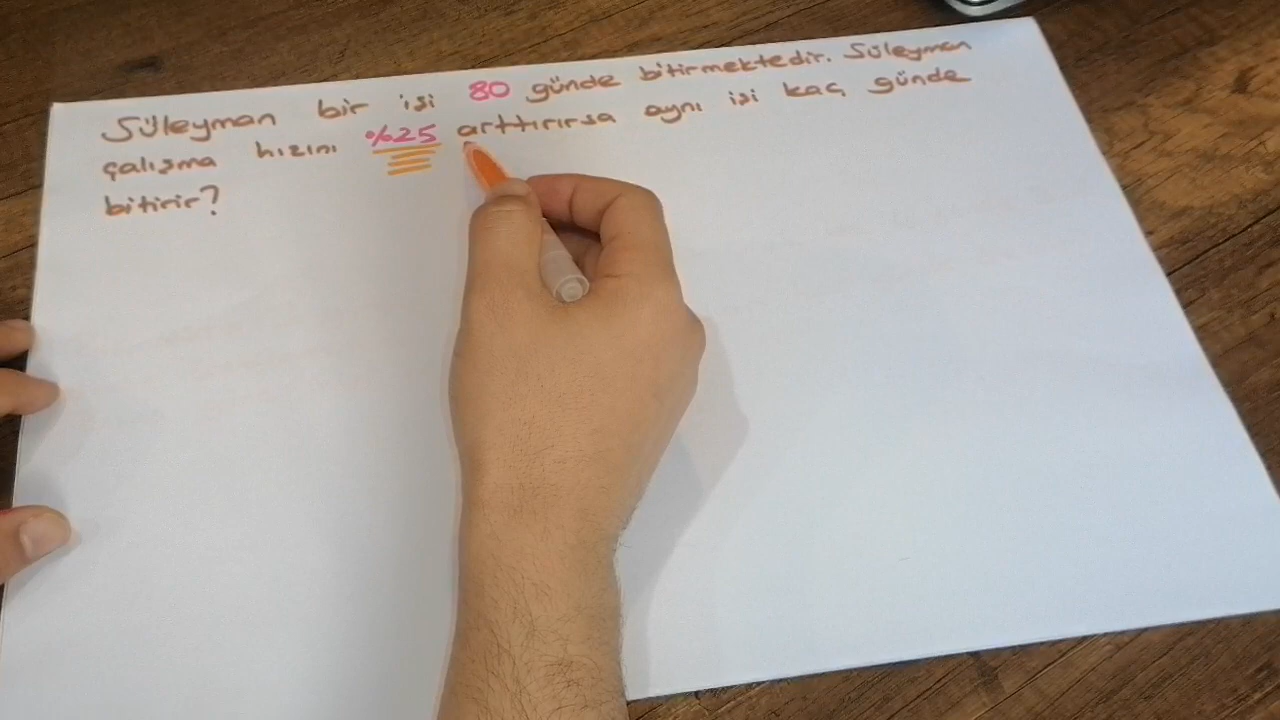 Süleyman bir işi 80 günde bitirmektedir. Süleyman
çalışma hızını %25 arttırırsa aynı işi kaç günde
bitirir?